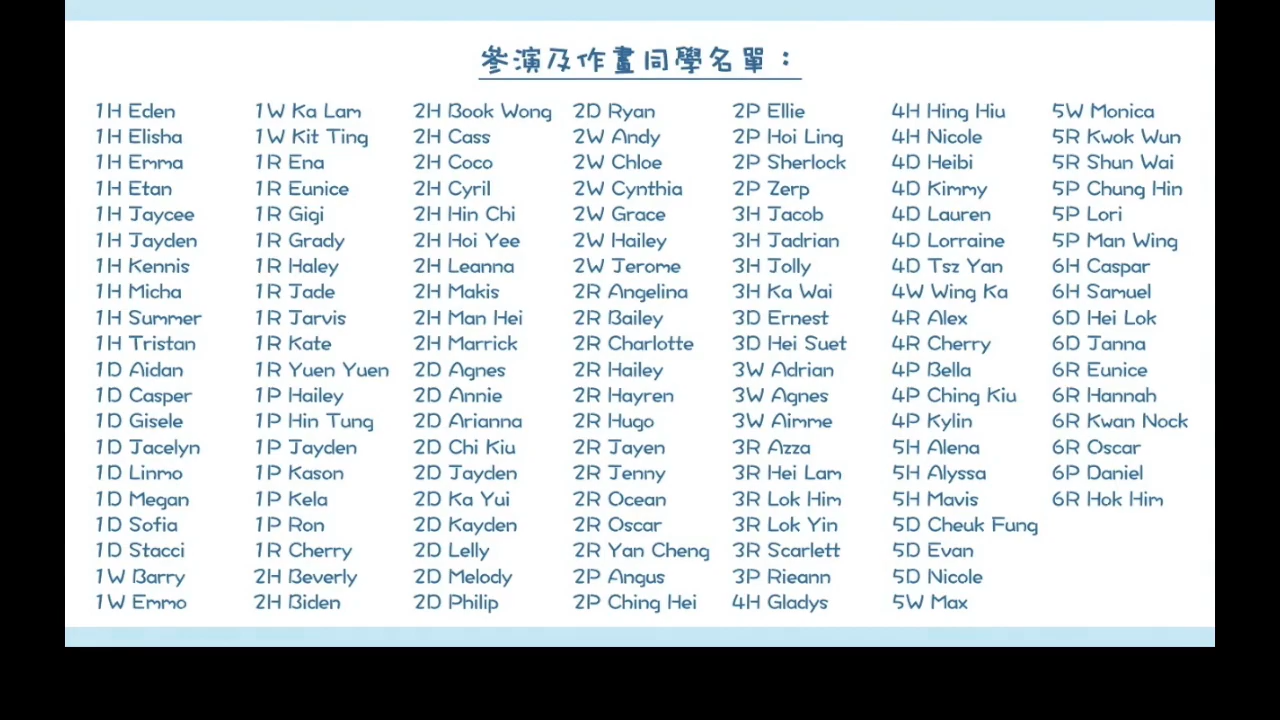 參演及作畫同學名單：
1H Eden
1H Elisha
1H Emma
1H Etan
1H Jaycee
1H Jayden
1H Kennis
1H Micha
1H Summer
1H Tristan
1D Aidan
1D Casper
1D Gisele
1D Jacelyn
1D Linmo
1D Megan
1D Sofia
1D Stacci
1W Barry
1W Emmo
1W Ka Lam
1W Kit Ting
1R Ena
1R Eunice
1R Gigi
1R Grady
1R Haley
1R Jade
1R Jarvis
1R Kate
1R Yuen Yuen
1P Hailey
1P Hin Tung
1P Jayden
1P Kason
1P Kela
1P Ron
1R Cherry
2H Beverly
2H Biden
2H Book Wong
2H Cass
2H Coco
2H Cyril
2H Hin Chi
2H Hoi Yee
2H Leanna
2H Makis
2H Man Hei
2H Marrick
2D Agnes
2D Annie
2D Arianna
2D Chi Kiu
2D Jayden
2D Ka Yui
2D Kayden
2D Lelly
2D Melody
2D Philip
2D Ryan
2W Andy
2W Chloe
2W Cynthia
2W Grace
2W Hailey
2W Jerome
2R Angelina
2R Bailey
2R Charlotte
2R Hailey
2R Hayren
2R Hugo
2R Jayen
2R Jenny
2R Ocean
2R Oscar
2R Yan Cheng
2P Angus
2P Ching Hei
2P Ellie
2P Hoi Ling
2P Sherlock
2P Zerp
3H Jacob
3H Jadrian
3H Jolly
3H Ka Wai
3D Ernest
3D Hei Suet
3W Adrian
3W Agnes
3W Aimme
3R Azza
3R Hei Lam
3R Lok Him
3R Lok Yin
3R Scarlett
3P Rieann
4H Gladys
4H Hing Hiu
4H Nicole
4D Heibi
4D Kimmy
4D Lauren
4D Lorraine
4D Tsz Yan
4W Wing Ka
4R Alex
4R Cherry
4P Bella
4P Ching Kiu
4P Kylin
5H Alena
5H Alyssa
5H Mavis
5D Cheuk Fung
5D Evan
5D Nicole
5W Max
5W Monica
5R Kwok Wun
5R Shun Wai
5P Chung Hin
5P Lori
5P Man Wing
6H Caspar
6H Samuel
6D Hei Lok
6D Janna
6R Eunice
6R Hannah
6R Kwan Nock
6R Oscar
6P Daniel
6R Hok Him